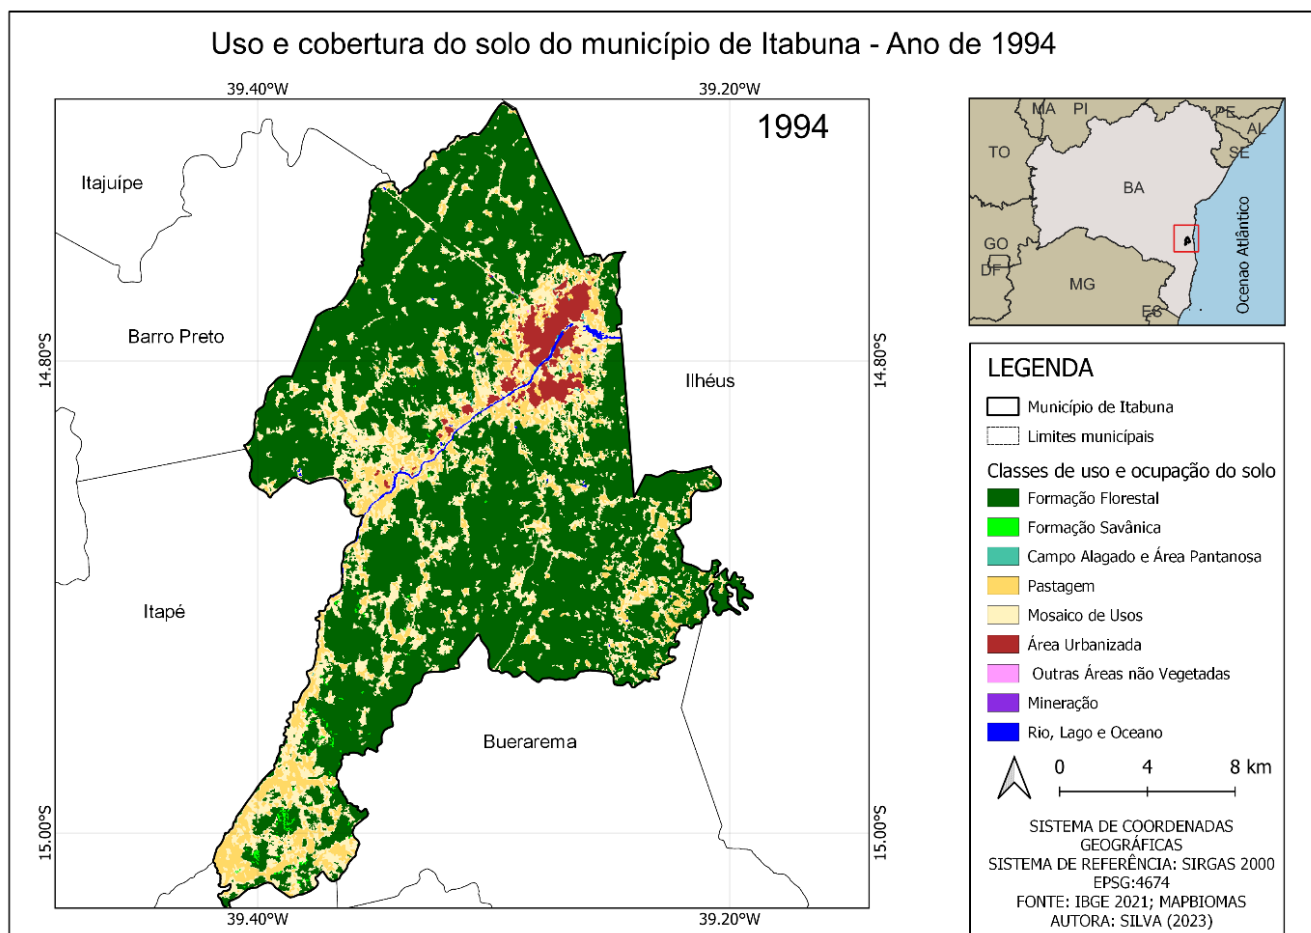 Uso e cobertura do solo do município de Itabuna - Ano de 1994
39.40°W
39.20°W
1994
Itajuípe
Barro Preto
14.80°S
14.80°S
Ilhéus
Itapé
Buerarema
15.00°S
15.00°S
39.40°W
39.20°W
MA
PI
PE
AL
TO
SE
BA
GO
DF
MG
ES
Ocenao Atlântico
LEGENDA
Município de Itabuna
Limites municípais
Classes de uso e ocupação do solo
Formação Florestal
Formação Savânica
Campo Alagado e Área Pantanosa
Pastagem
Mosaico de Usos
Área Urbanizada
Outras Áreas não Vegetadas
Mineração
Rio, Lago e Oceano
0 4 8 km
SISTEMA DE COORDENADAS
GEOGRÁFICAS
SISTEMA DE REFERÊNCIA: SIRGAS 2000
EPSG:4674
FONTE: IBGE 2021; MAPBIOMAS
AUTORA: SILVA (2023)